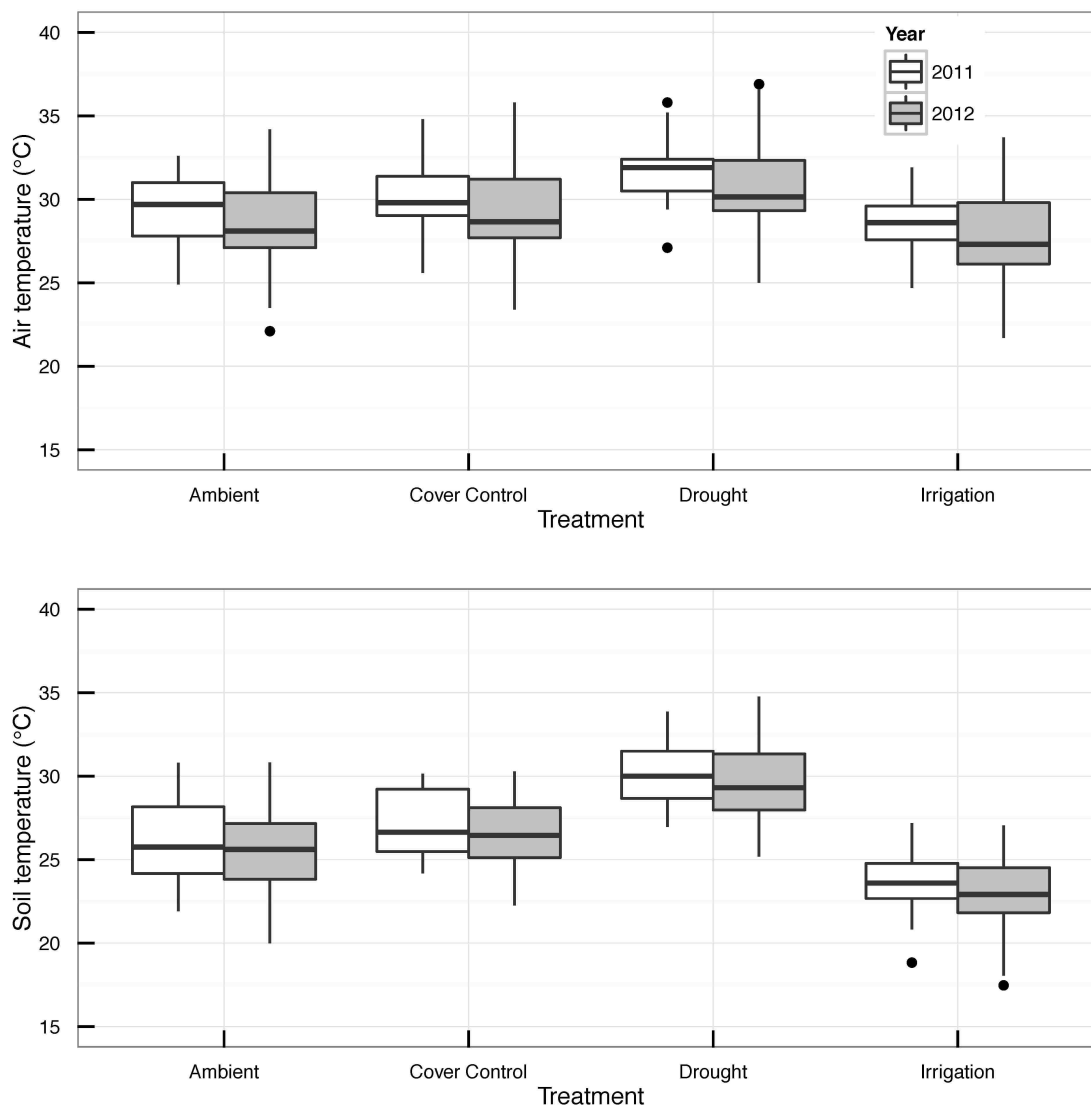 40
35
30
25
20
15
Air temperature (°C)
Year
2011
2012
Ambient
Cover Control
Drought
Irrigation
Treatment
40
35
30
25
20
15
Soil temperature (°C)
Ambient
Cover Control
Drought
Irrigation
Treatment